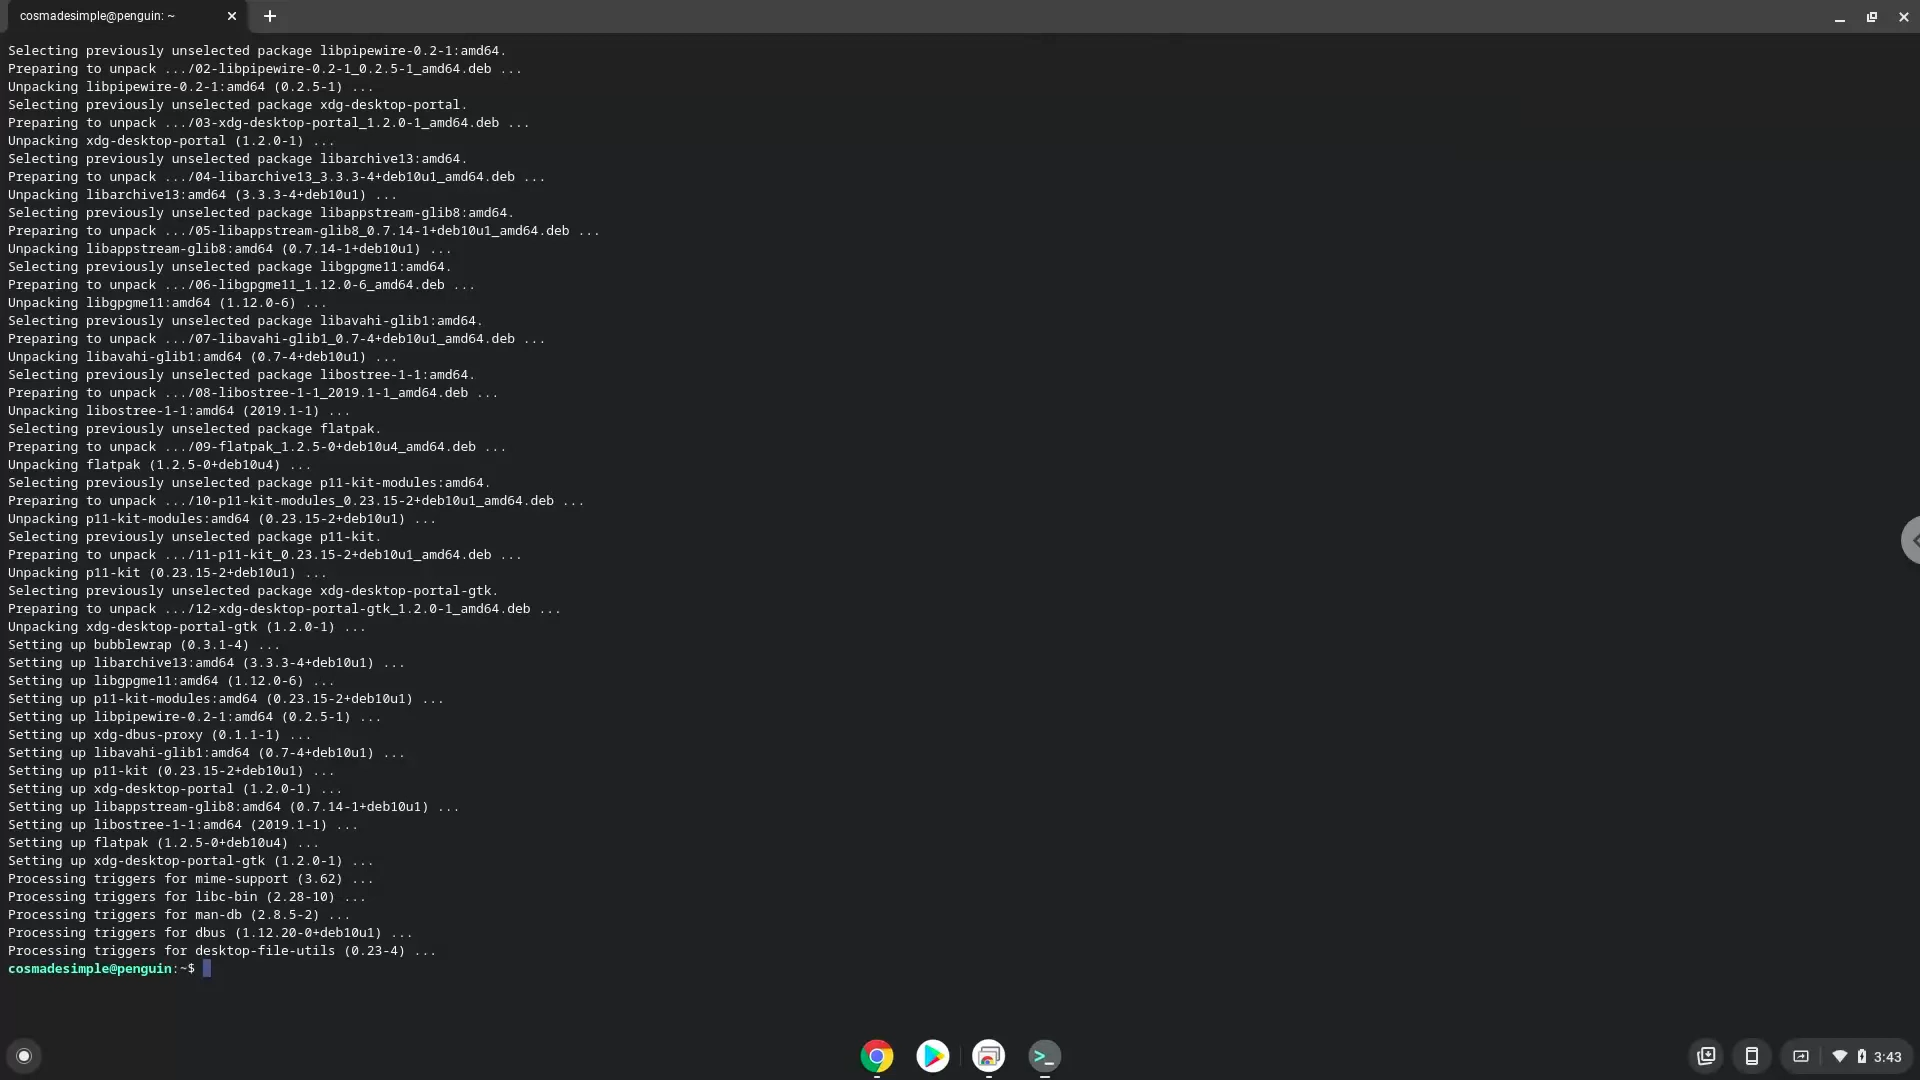 cosmadesimple@penguin: ~
Selecting previously unselected package libpipewire-0.2-1:amd64.
Preparing to unpack .../02-libpipewire-0.2-1_0.2.5-1_amd64.deb ...
Unpacking libpipewire-0.2-1:amd64 (0.2.5-1) ...
Selecting previously unselected package xdg-desktop-portal.
Preparing to unpack .../03-xdg-desktop-portal_1.2.0-1_amd64.deb ...
Unpacking xdg-desktop-portal (1.2.0-1) ...
Selecting previously unselected package libarchive13:amd64.
Preparing to unpack .../04-libarchive13_3.3.3-4+deb10u1_amd64.deb ...
Unpacking libarchive13:amd64 (3.3.3-4+deb10u1) ...
Selecting previously unselected package libappstream-glib8:amd64.
Preparing to unpack .../05-libappstream-glib8_0.7.14-1+deb10u1_amd64.deb ...
Unpacking libappstream-glib8:amd64 (0.7.14-1+deb10u1) ...
Selecting previously unselected package libgpgme11:amd64.
Preparing to unpack .../06-libgpgme11_1.12.0-6_amd64.deb ...
Unpacking libgpgme11:amd64 (1.12.0-6) ...
Selecting previously unselected package libavahi-glib1:amd64.
Preparing to unpack .../07-libavahi-glib1_0.7-4+deb10u1_amd64.deb ...
Unpacking libavahi-glib1:amd64 (0.7-4+deb10u1) ...
Selecting previously unselected package libostree-1-1:amd64.
Preparing to unpack .../08-libostree-1-1_2019.1-1_amd64.deb ...
Unpacking libostree-1-1:amd64 (2019.1-1) ...
Selecting previously unselected package flatpak.
Preparing to unpack .../09-flatpak_1.2.5-0+deb10u4_amd64.deb ...
Unpacking flatpak (1.2.5-0+deb10u4) ...
Selecting previously unselected package p11-kit-modules:amd64.
Preparing to unpack .../10-p11-kit-modules_0.23.15-2+deb10u1_amd64.deb ...
Unpacking p11-kit-modules:amd64 (0.23.15-2+deb10u1) ...
Selecting previously unselected package p11-kit.
Preparing to unpack .../11-p11-kit_0.23.15-2+deb10u1_amd64.deb ...
Unpacking p11-kit (0.23.15-2+deb10u1) ...
Selecting previously unselected package xdg-desktop-portal-gtk.
Preparing to unpack .../12-xdg-desktop-portal-gtk_1.2.0-1_amd64.deb ...
Unpacking xdg-desktop-portal-gtk (1.2.0-1) ...
Setting up bubblewrap (0.3.1-4) ...
Setting up libarchive13:amd64 (3.3.3-4+deb10u1) ...
Setting up libgpgme11:amd64 (1.12.0-6) ...
Setting up p11-kit-modules:amd64 (0.23.15-2+deb10u1) ...
Setting up libpipewire-0.2-1:amd64 (0.2.5-1) ...
Setting up xdg-dbus-proxy (0.1.1-1) ...
Setting up libavahi-glib1:amd64 (0.7-4+deb10u1) ...
Setting up p11-kit (0.23.15-2+deb10u1) ...
Setting up xdg-desktop-portal (1.2.0-1) ...
Setting up libappstream-glib8:amd64 (0.7.14-1+deb10u1) ...
Setting up libostree-1-1:amd64 (2019.1-1) ...
Setting up flatpak (1.2.5-0+deb10u4) ...
Setting up xdg-desktop-portal-gtk (1.2.0-1) ...
Processing triggers for mime-support (3.62) ...
Processing triggers for libc-bin (2.28-10) ...
Processing triggers for man-db (2.8.5-2) ...
Processing triggers for dbus (1.12.20-0+deb10u1) ...
Processing triggers for desktop-file-utils (0.23-4) ...
cosmadesimple@penguin:~$
3:43